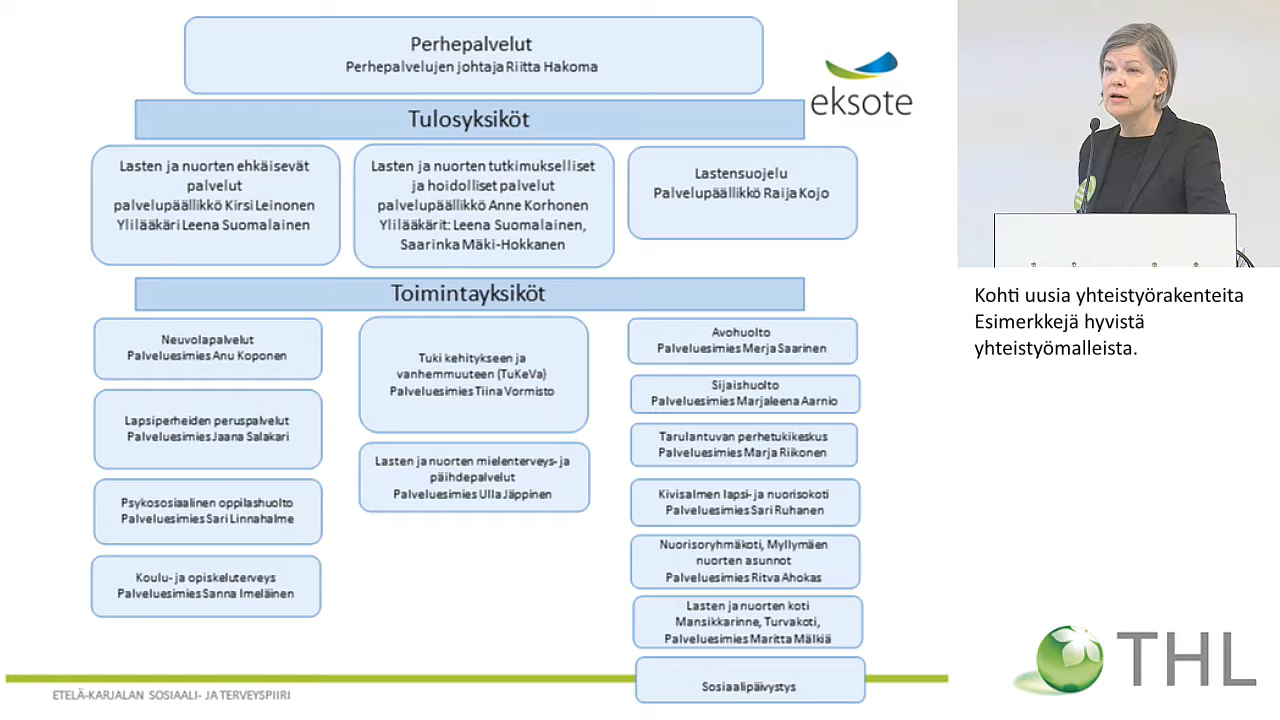 Perhepalvelut
Perhepalvelujen johtaja Riitta Hakoma
eksote
Tulosyksiköt
Lasten ja nuorten ehkäisevät
palvelut
palvelupäällikkö Kirsi Leinonen
Ylilääkäri Leena Suomalainen
Lasten ja nuorten tutkimukselliset
ja hoidolliset palvelut
palvelupäällikkö Anne Korhonen
Ylilääkärit: Leena Suomalainen,
Saarinka Mäki-Hokkanen
Lastensuojelu
Palvelupäällikkö Raija Kojo
Toimintayksiköt
Neuvolapalvelut
Palveluesimies Anu Koponen
Lapsiperheiden peruspalvelut
Palveluesimies Jaana Salakari
Psykososiaalinen oppilashuolto
Palveluesimies Sari Linnahalme
Koulu- ja opiskeluterveys
Palveluesimies Sanna Imeläinen
Tuki kehitykseen ja
vanhemmuuteen (TuKeVa)
Palveluesimies Tiina Vormisto
Lasten ja nuorten mielenterveys- ja
päihdepalvelut
Palveluesimies Ulla Jäppinen
Avohuolto
Palveluesimies Merja Saarinen
Sijaishuolto
Palveluesimies Marjaleena Aarnio
Tarulantuvan perhetukikeskus
Palveluesimies Marja Riikonen
Kivisalmen lapsi- ja nuorisokoti
Palveluesimies Sari Ruhanen
Nuorisoryhmäkoti, Myllymäen
nuorten asunnot
Palveluesimies Ritva Ahokas
Lasten ja nuorten koti
Mansikkarinne, Turvakoti,
Palveluesimies Maritta Mälkiä
Sosiaalipäivystys
ETELÄ-KARJALAN SOSIAALI- JA TERVEYSPIIRI
Kohti uusia yhteistyörakenteita
Esimerkkejä hyvistä
yhteistyömalleista.
THL